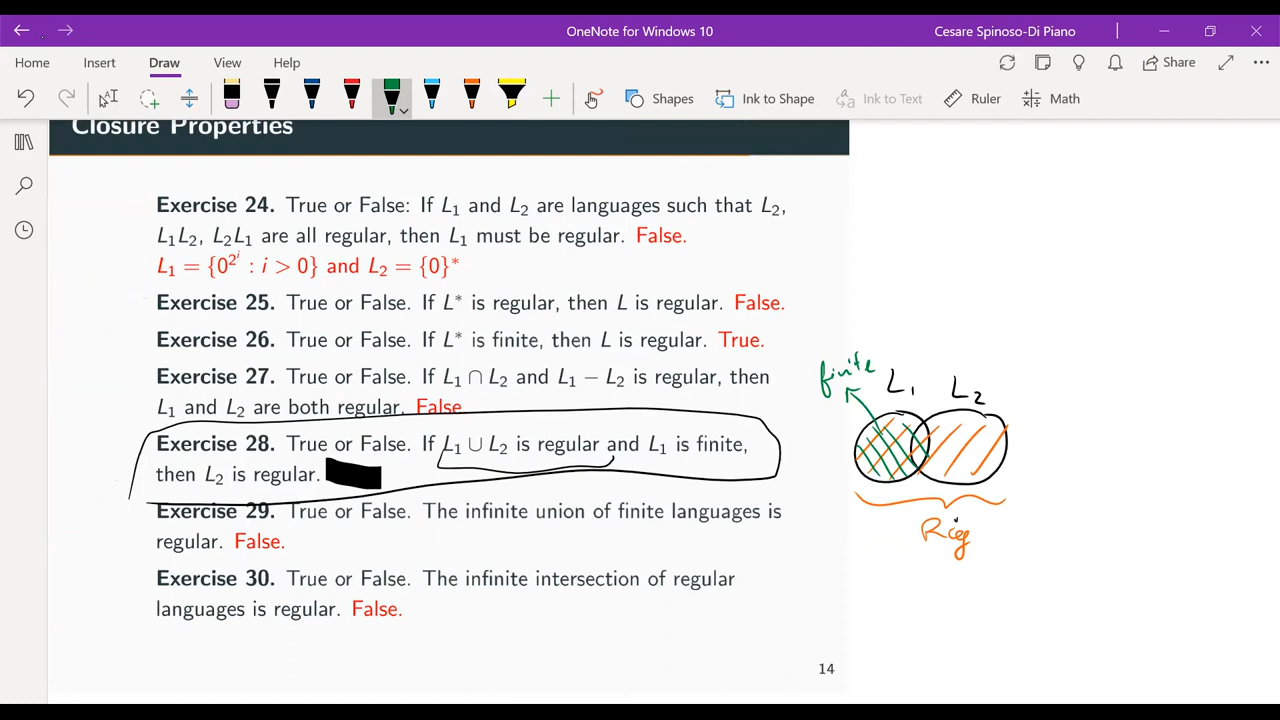 OneNote for Windows 10
Cesare Spinoso-Di Piano
Home Insert Draw View Help
Share
Shapes
Ink to Shape
Ink to Text
Ruler
Math
Closure Properties
Exercise 24. True or False: If L₁ and L₂ are languages such that L₂,
L₁L₂, L₂L₁ are all regular, then L₁ must be regular. False.
L₁ = {0^{2^i} : i > 0} and L₂ = {0}*
Exercise 25. True or False. If L* is regular, then L is regular. False.
Exercise 26. True or False. If L* is finite, then L is regular. True.
Exercise 27. True or False. If L₁ ∩ L₂ and L₁ − L₂ is regular, then
L₁ and L₂ are both regular. False
Exercise 28. True or False. If L₁ ∪ L₂ is regular and L₁ is finite,
then L₂ is regular.
Exercise 29. True or False. The infinite union of finite languages is
regular. False.
Exercise 30. True or False. The infinite intersection of regular
languages is regular. False.
14
finite
L₁ L₂
Reg